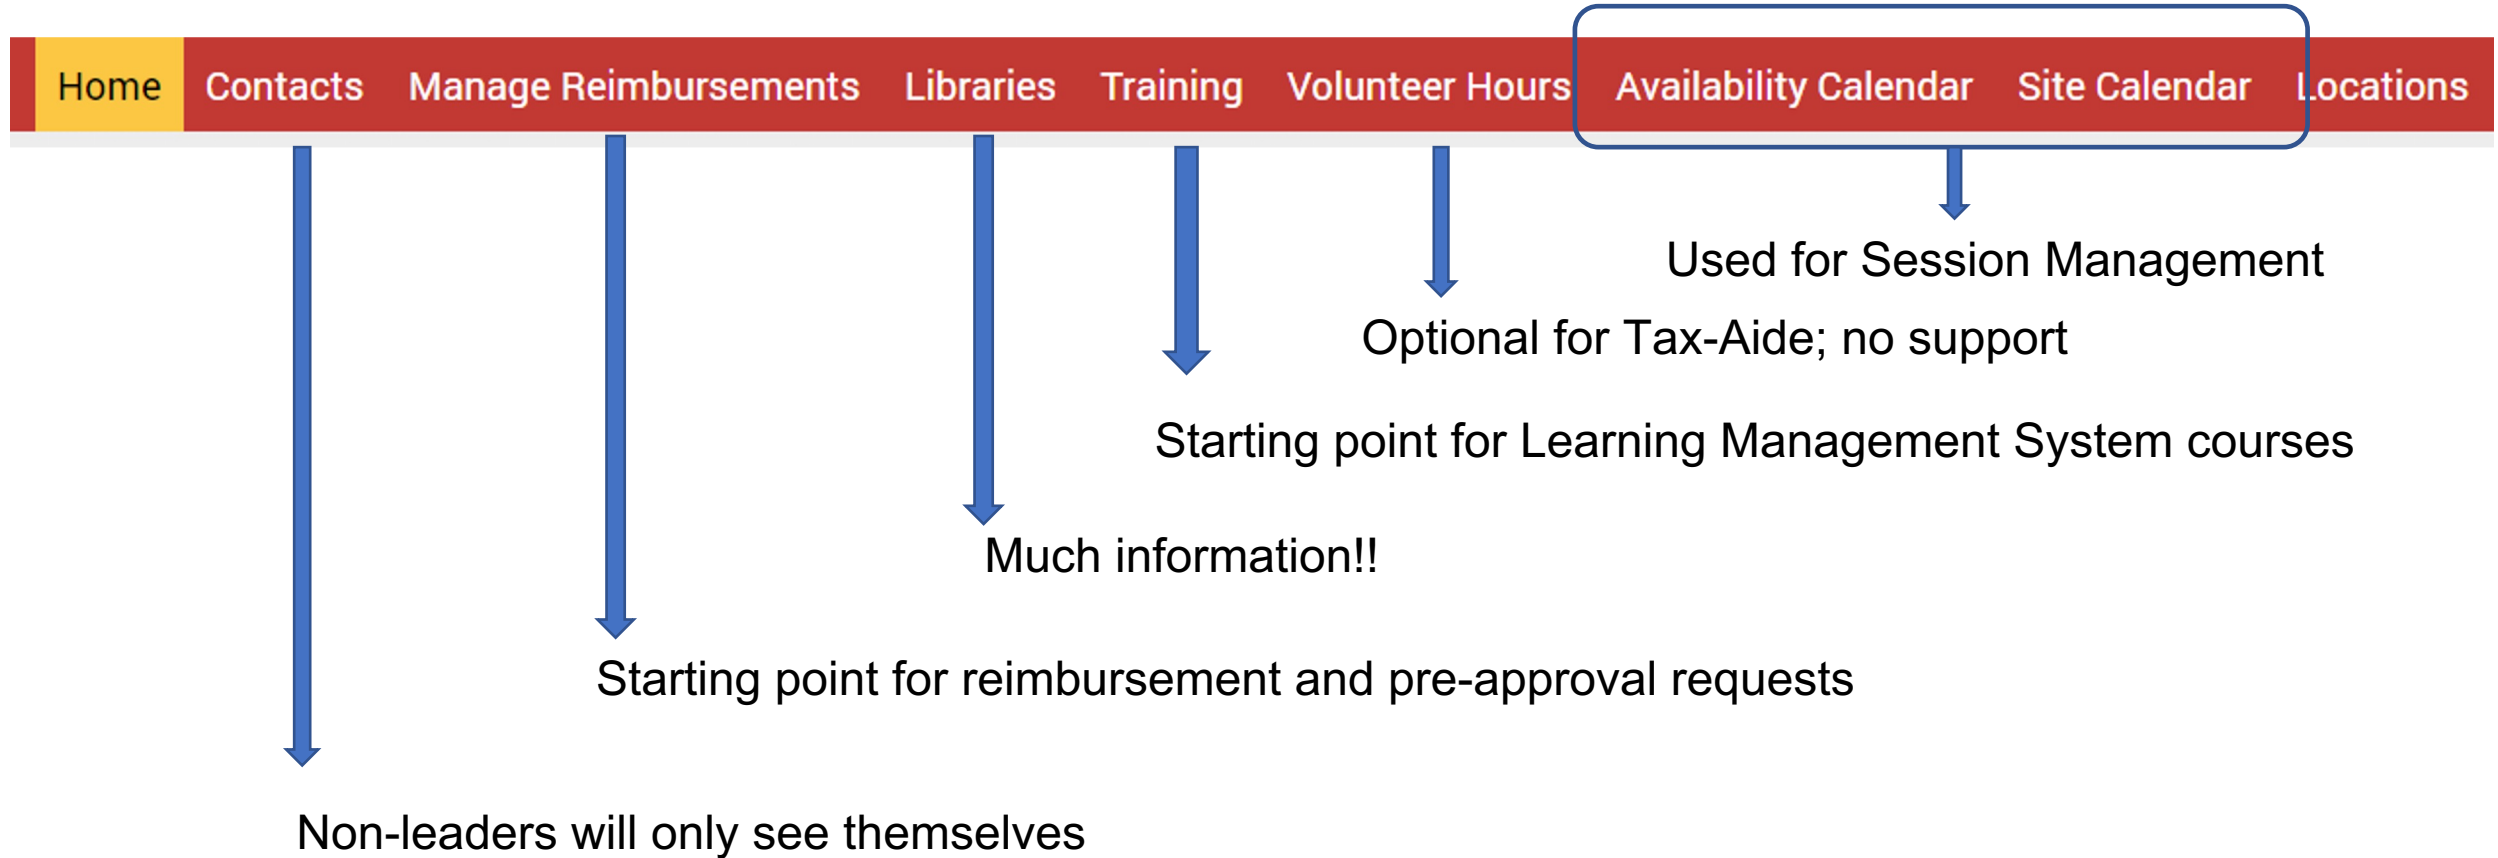 Home Contacts Manage Reimbursements Libraries Training Volunteer Hours Availability Calendar Site Calendar Locations
Used for Session Management
Optional for Tax-Aide; no support
Starting point for Learning Management System courses
Much information!!
Starting point for reimbursement and pre-approval requests
Non-leaders will only see themselves